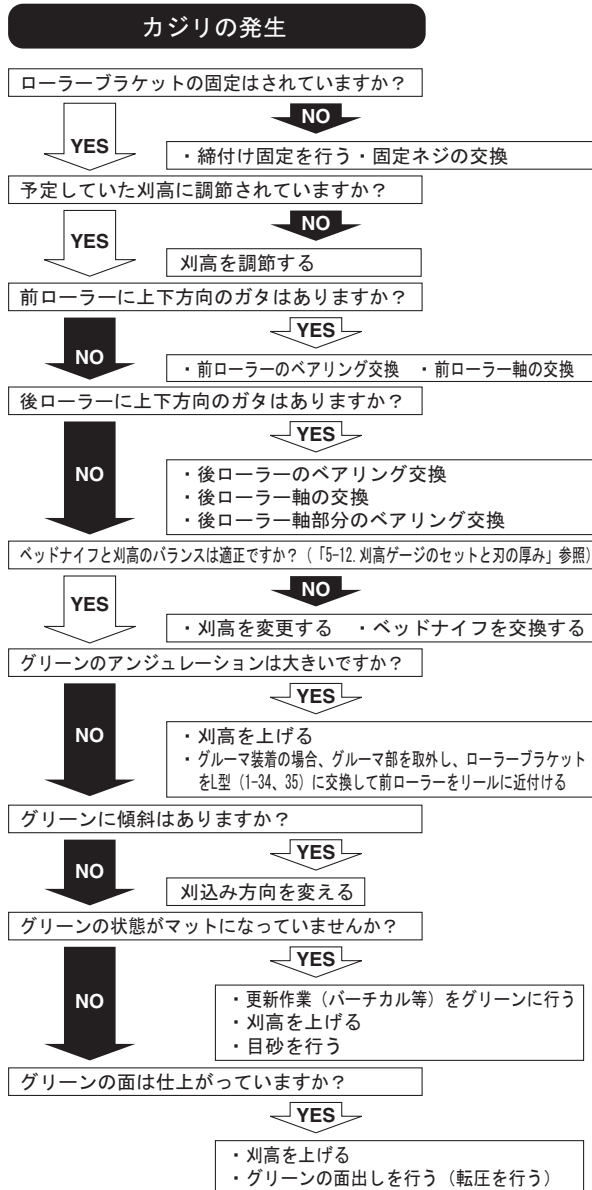 カジリの発生
ローラーブラケットの固定はされていますか？
YES
NO
・締付け固定を行う・固定ネジの交換
予定していた刈高に調節されていますか？
YES
NO
刈高を調節する
前ローラーに上下方向のガタはありますか？
NO
YES
・前ローラーのベアリング交換　・前ローラー軸の交換
後ローラーに上下方向のガタはありますか？
NO
YES
・後ローラーのベアリング交換
・後ローラー軸の交換
・後ローラー軸部分のベアリング交換
ベッドナイフと刈高のバランスは適正ですか？（「5-12.刈高ゲージのセットと刃の厚み」参照）
YES
NO
・刈高を変更する　・ベッドナイフを交換する
グリーンのアンジュレーションは大きいですか？
NO
YES
・刈高を上げる
・グルーマ装着の場合、グルーマ部を取外し、ローラーブラケット
をL型（1-34、35）に交換して前ローラーをリールに近付ける
グリーンに傾斜はありますか？
NO
YES
刈込み方向を変える
グリーンの状態がマットになっていませんか？
NO
YES
・更新作業（バーチカル等）をグリーンに行う
・刈高を上げる
・目砂を行う
グリーンの面は仕上がっていますか？
YES
・刈高を上げる
・グリーンの面出しを行う（転圧を行う）